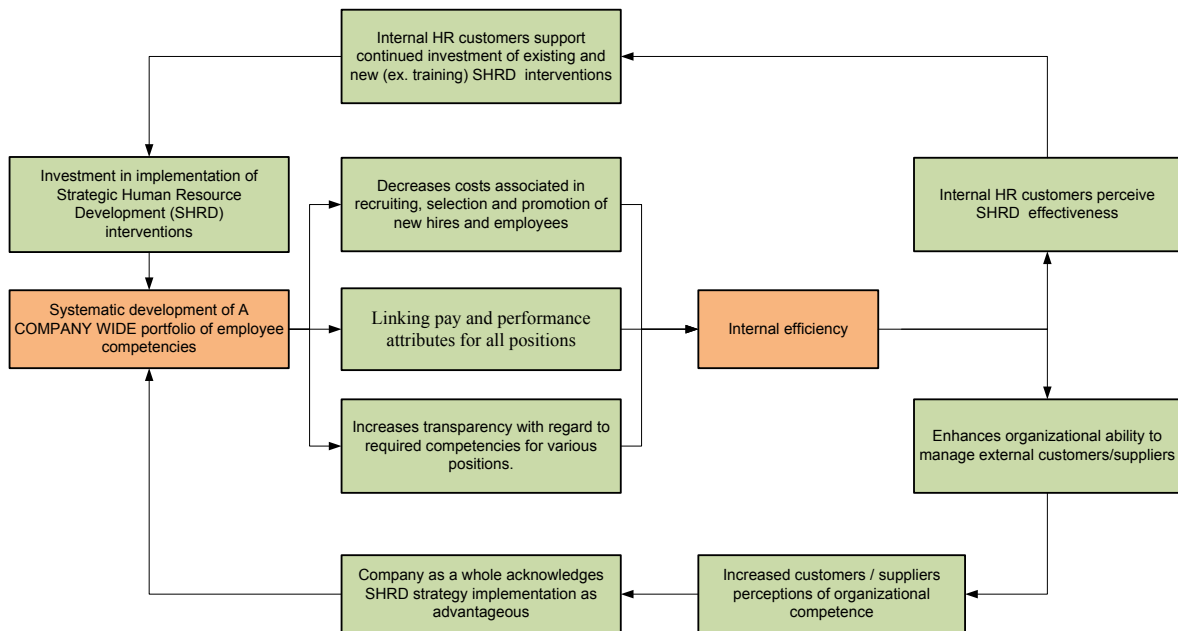 Internal HR customers support
continued investment of existing and
new (ex. training) SHRD interventions
Investment in implementation of
Strategic Human Resource
Development (SHRD)
interventions
Decreases costs associated in
recruiting, selection and promotion of
new hires and employees
Internal HR customers perceive
SHRD effectiveness
Systematic development of A
COMPANY WIDE portfolio of employee
competencies
Linking pay and performance
attributes for all positions
Internal efficiency
Increases transparency with regard to
required competencies for various
positions.
Enhances organizational ability to
manage external customers/suppliers
Company as a whole acknowledges
SHRD strategy implementation as
advantageous
Increased customers / suppliers
perceptions of organizational
competence